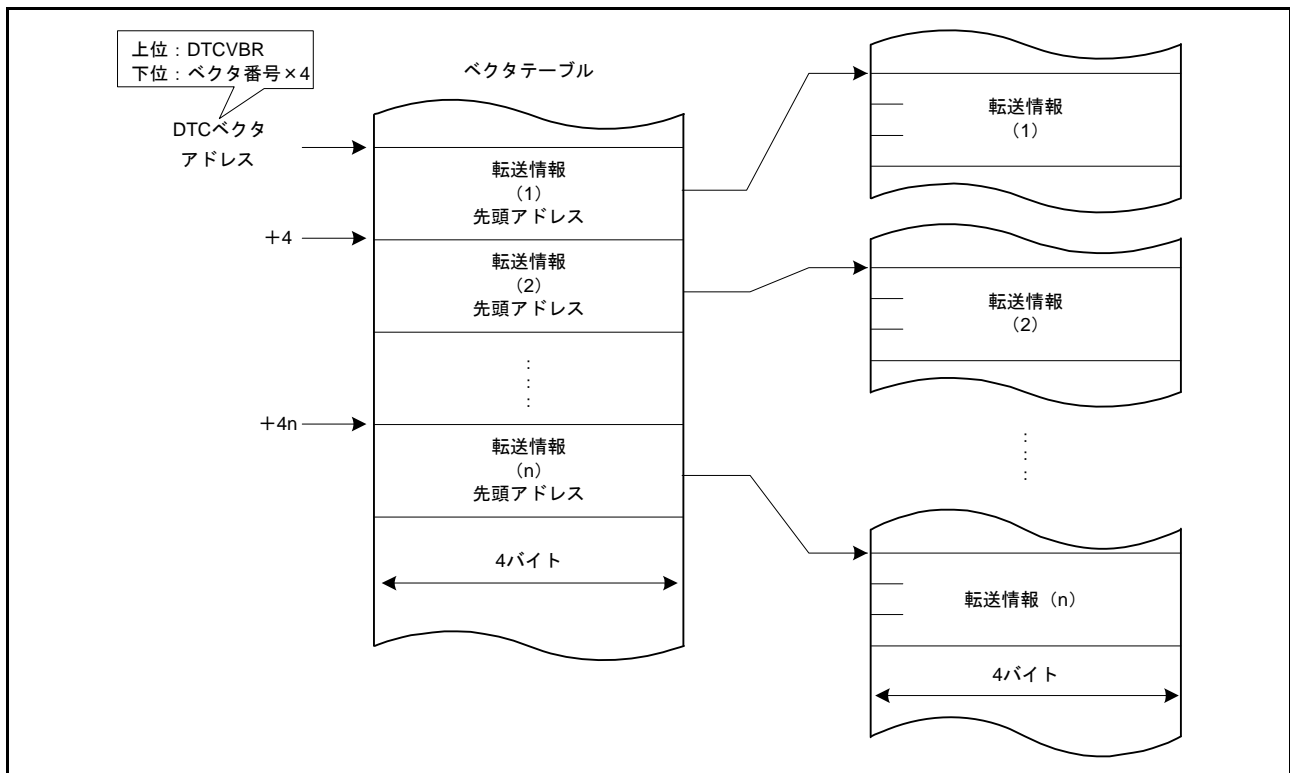 上位：DTCVBR
下位：ベクタ番号×4
DTCベクタ
アドレス
+4
+4n
ベクタテーブル
転送情報
（1）
先頭アドレス
転送情報
（2）
先頭アドレス
⋮
転送情報
（n）
先頭アドレス
4バイト
転送情報
（1）
転送情報
（2）
⋮
転送情報（n）
4バイト